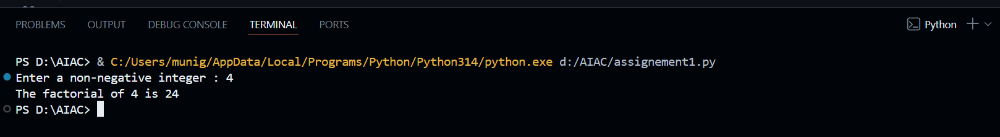 PROBLEMS OUTPUT DEBUG CONSOLE TERMINAL PORTS Python
PS D:\AIAC> & C:/Users/munig/AppData/Local/Programs/Python/Python314/python.exe d:/AIAC/assignement1.py
Enter a non-negative integer : 4
The factorial of 4 is 24
PS D:\AIAC>